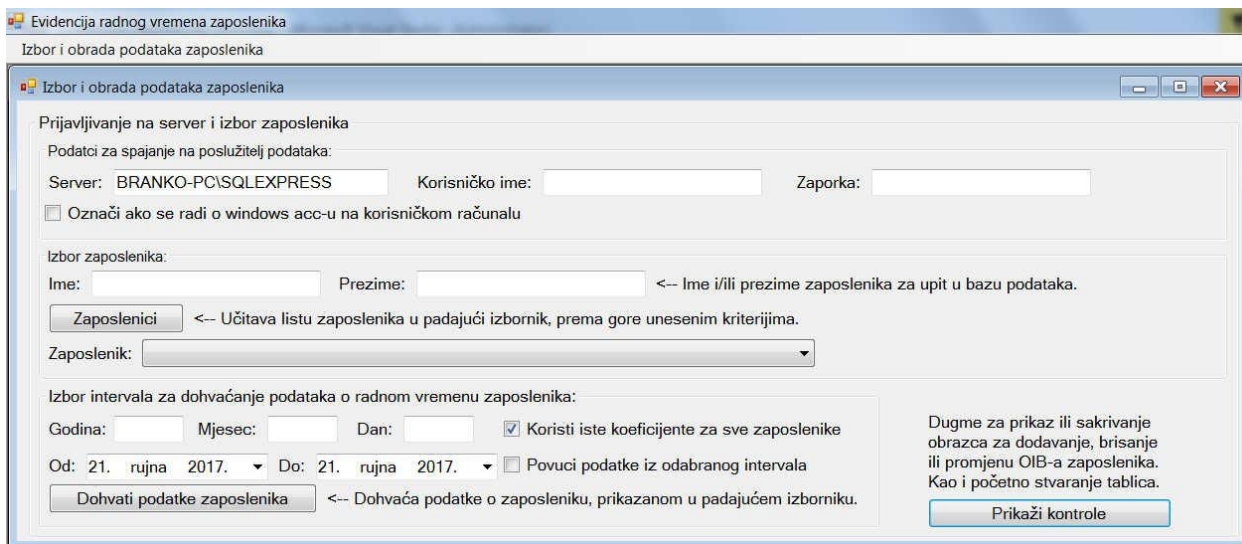 Evidencija radnog vremena zaposlenika
Izbor i obrada podataka zaposlenika
Izbor i obrada podataka zaposlenika
Prijavljivanje na server i izbor zaposlenika
Podatci za spajanje na poslužitelj podataka:
Server: BRANKO-PC\SQLEXPRESS Korisničko ime: Zaporka:
Označi ako se radi o windows acc-u na korisničkom računalu
Izbor zaposlenika:
Ime: Prezime: <-- Ime i/ili prezime zaposlenika za upit u bazu podataka.
Zaposlenici <-- Učitava listu zaposlenika u padajući izbornik, prema gore unesenim kriterijima.
Zaposlenik:
Izbor intervala za dohvaćanje podataka o radnom vremenu zaposlenika:
Godina: Mjesec: Dan: Koristi iste koeficijente za sve zaposlenike
Od: 21. rujna 2017. Do: 21. rujna 2017. Povuci podatke iz odabranog intervala
Dohvati podatke zaposlenika <-- Dohvaća podatke o zaposleniku, prikazanom u padajućem izborniku.
Dugme za prikaz ili sakrivanje
obrazca za dodavanje, brisanje
ili promjenu OIB-a zaposlenika.
Kao i početno stvaranje tablica.
Prikaži kontrole